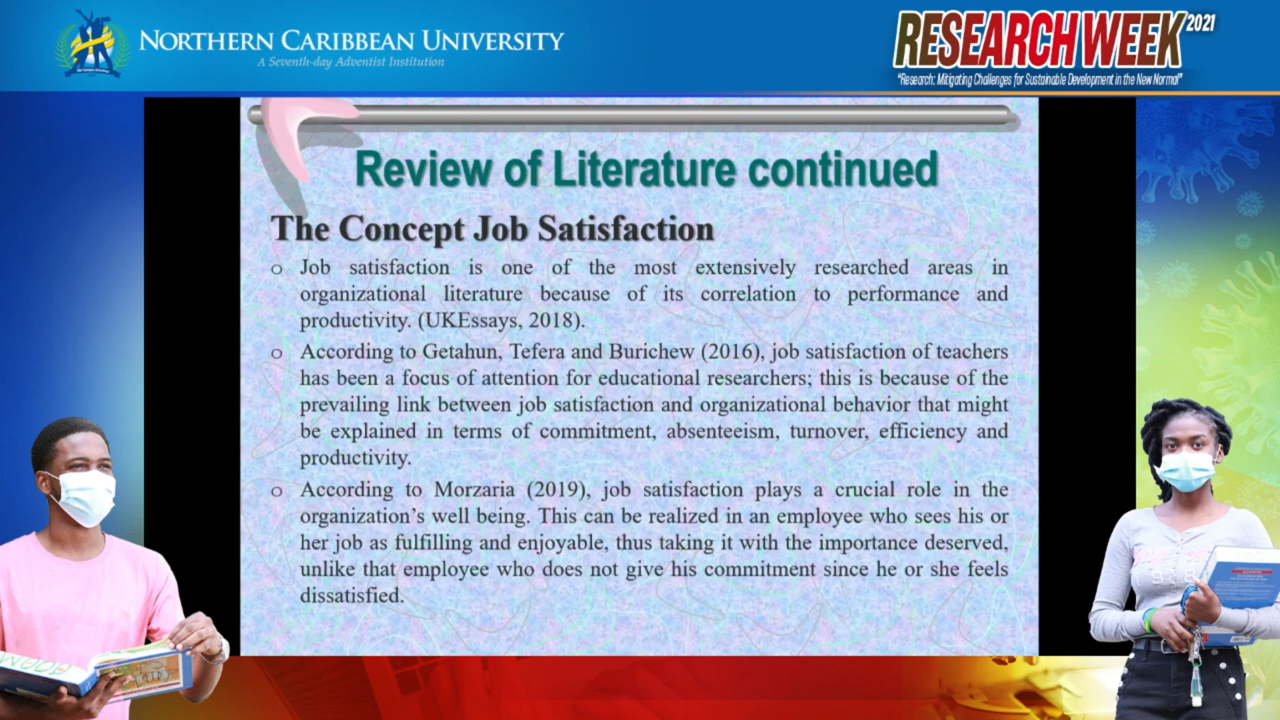 NORTHERN CARIBBEAN UNIVERSITY
A Seventh-day Adventist Institution
RESEARCH WEEK 2021
"Research: Mitigating Challenges for Sustainable Development in the New Normal"
Review of Literature continued
The Concept Job Satisfaction
o Job satisfaction is one of the most extensively researched areas in
organizational literature because of its correlation to performance and
productivity. (UKEssays, 2018).
o According to Getahun, Tefera and Burichew (2016), job satisfaction of teachers
has been a focus of attention for educational researchers; this is because of the
prevailing link between job satisfaction and organizational behavior that might
be explained in terms of commitment, absenteeism, turnover, efficiency and
productivity.
o According to Morzaria (2019), job satisfaction plays a crucial role in the
organization's well being. This can be realized in an employee who sees his or
her job as fulfilling and enjoyable, thus taking it with the importance deserved,
unlike that employee who does not give his commitment since he or she feels
dissatisfied.